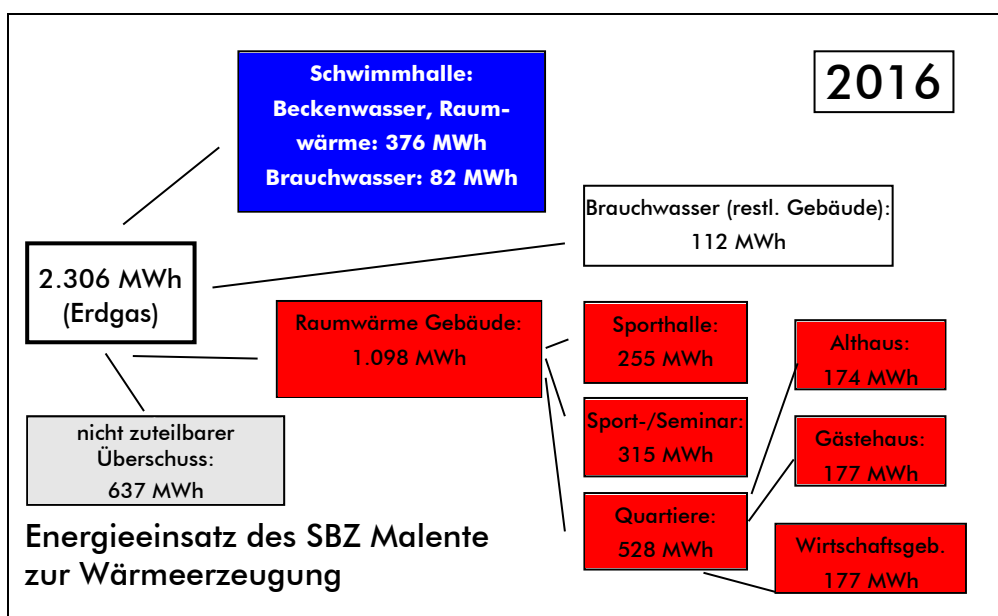 Schwimmhalle:
Beckenwasser, Raum-
wärme: 376 MWh
Brauchwasser: 82 MWh
2016
Brauchwasser (restl. Gebäude):
112 MWh
2.306 MWh
(Erdgas)
Raumwärme Gebäude:
1.098 MWh
Sporthalle:
255 MWh
Althaus:
174 MWh
Sport-/Seminar:
315 MWh
Gästehaus:
177 MWh
nicht zuteilbarer
Überschuss:
637 MWh
Quartiere:
528 MWh
Wirtschaftsgeb.
177 MWh
Energieeinsatz des SBZ Malente
zur Wärmeerzeugung